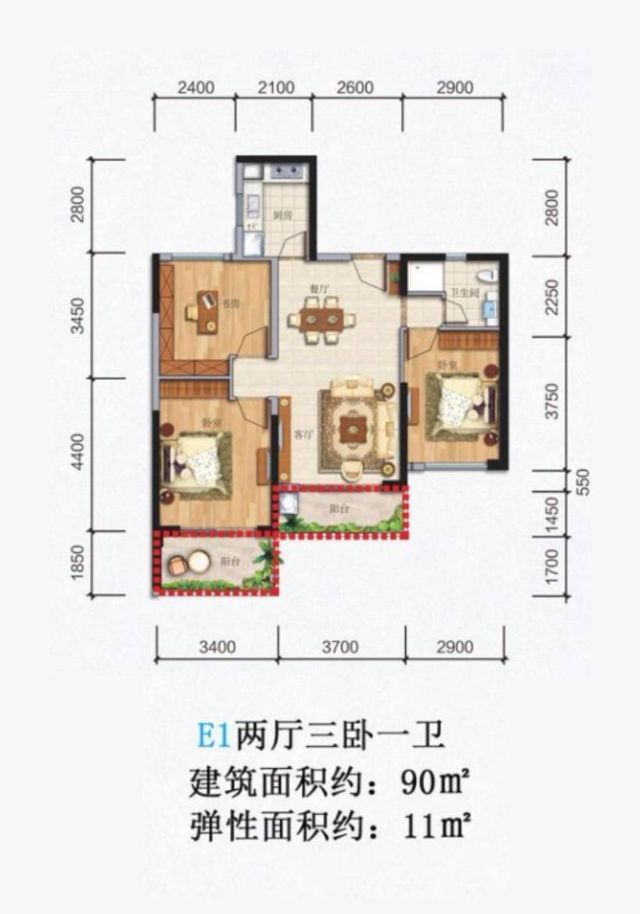 2400 2100 2600 2900
2800
3450
4400
1850
2800
2250
3750
550
1450
1700
厨房
餐厅
卫生间
书房
卧室
卧室
客厅
阳台
阳台
3400 3700 2900
E1两厅三卧一卫
建筑面积约：90㎡
弹性面积约：11㎡